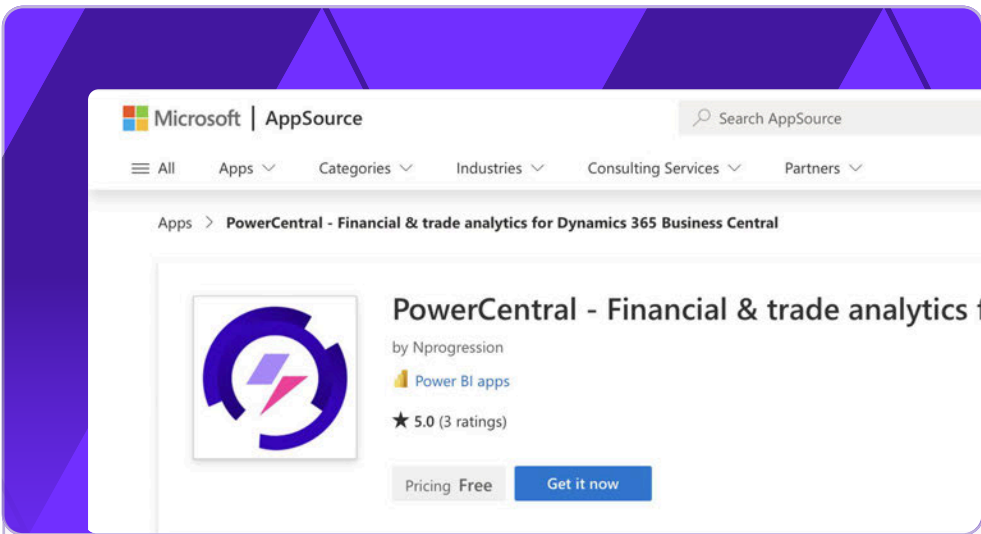 Microsoft | AppSource
Search AppSource
All Apps Categories Industries Consulting Services Partners
Apps > PowerCentral - Financial & trade analytics for Dynamics 365 Business Central
PowerCentral - Financial & trade analytics
by Nprogression
Power BI apps
★ 5.0 (3 ratings)
Pricing Free
Get it now